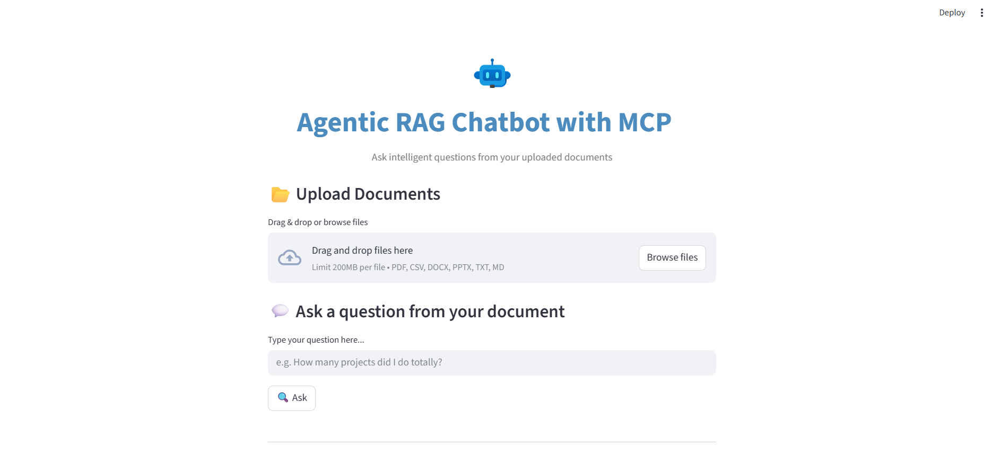 Deploy
Agentic RAG Chatbot with MCP
Ask intelligent questions from your uploaded documents
Upload Documents
Drag & drop or browse files
Drag and drop files here
Limit 200MB per file • PDF, CSV, DOCX, PPTX, TXT, MD
Browse files
Ask a question from your document
Type your question here...
e.g. How many projects did I do totally?
Ask